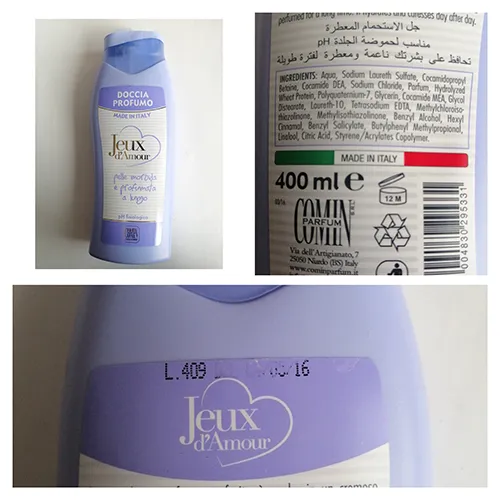 DOCCIA
PROFUMO
MADE IN ITALY
Jeux
d'Amour
pelle morbida
e profumata
a lungo
pH fisiologico
perfumed for a long time. It hydrates and caresses day after day.
جل الاستحمام المعطرة
مناسب لحموضة الجلدة pH
تحافظ على بشرتك ناعمة ومعطرة لفترة طويلة
INGREDIENTS: Aqua, Sodium Laureth Sulfate, Cocamidopropyl
Betaine, Cocamide DEA, Sodium Chloride, Parfum, Hydrolyzed
Wheat Protein, Polyquaternium-7, Glycerin, Cocamide MEA, Glycol
Distearate, Laureth-10, Tetrasodium EDTA, Methylchloroiso-
thiazolinone, Methylisothiazolinone, Benzyl Alcohol, Hexyl
Cinnamal, Benzyl Salicylate, Butylphenyl Methylpropional,
Linalool, Citric Acid, Styrene/Acrylates Copolymer.
MADE IN ITALY
400 ml e
12 M
02/16
COMIN
PARFUM
S.R.L.
Via dell'Artigianato, 7
25050 Niardo (BS) Italy
www.cominparfum.it
004830 295331
L.409
/16
Jeux
d'Amour